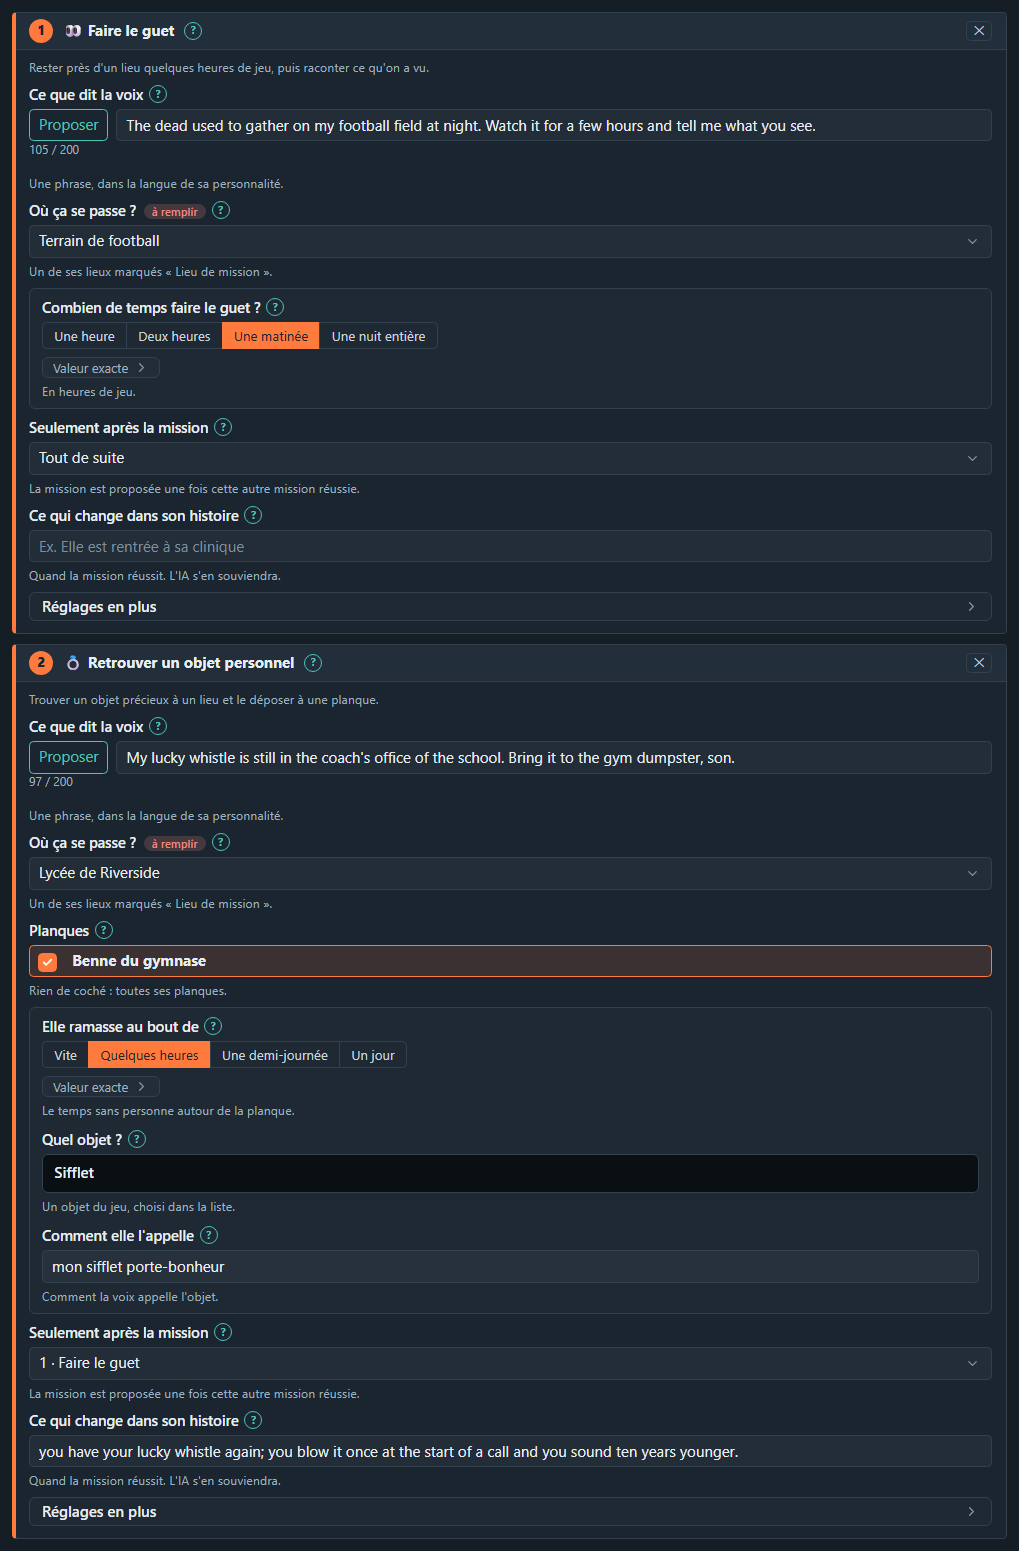 1 Faire le guet ?
Rester près d'un lieu quelques heures de jeu, puis raconter ce qu'on a vu.
Ce que dit la voix ?
Proposer The dead used to gather on my football field at night. Watch it for a few hours and tell me what you see.
105 / 200
Une phrase, dans la langue de sa personnalité.
Où ça se passe ? à remplir ?
Terrain de football
Un de ses lieux marqués « Lieu de mission ».
Combien de temps faire le guet ? ?
Une heure Deux heures Une matinée Une nuit entière
Valeur exacte
En heures de jeu.
Seulement après la mission ?
Tout de suite
La mission est proposée une fois cette autre mission réussie.
Ce qui change dans son histoire ?
Ex. Elle est rentrée à sa clinique
Quand la mission réussit. L'IA s'en souviendra.
Réglages en plus
2 Retrouver un objet personnel ?
Trouver un objet précieux à un lieu et le déposer à une planque.
Ce que dit la voix ?
Proposer My lucky whistle is still in the coach's office of the school. Bring it to the gym dumpster, son.
97 / 200
Une phrase, dans la langue de sa personnalité.
Où ça se passe ? à remplir ?
Lycée de Riverside
Un de ses lieux marqués « Lieu de mission ».
Planques ?
Benne du gymnase
Rien de coché : toutes ses planques.
Elle ramasse au bout de ?
Vite Quelques heures Une demi-journée Un jour
Valeur exacte
Le temps sans personne autour de la planque.
Quel objet ? ?
Sifflet
Un objet du jeu, choisi dans la liste.
Comment elle l'appelle ?
mon sifflet porte-bonheur
Comment la voix appelle l'objet.
Seulement après la mission ?
1 · Faire le guet
La mission est proposée une fois cette autre mission réussie.
Ce qui change dans son histoire ?
you have your lucky whistle again; you blow it once at the start of a call and you sound ten years younger.
Quand la mission réussit. L'IA s'en souviendra.
Réglages en plus